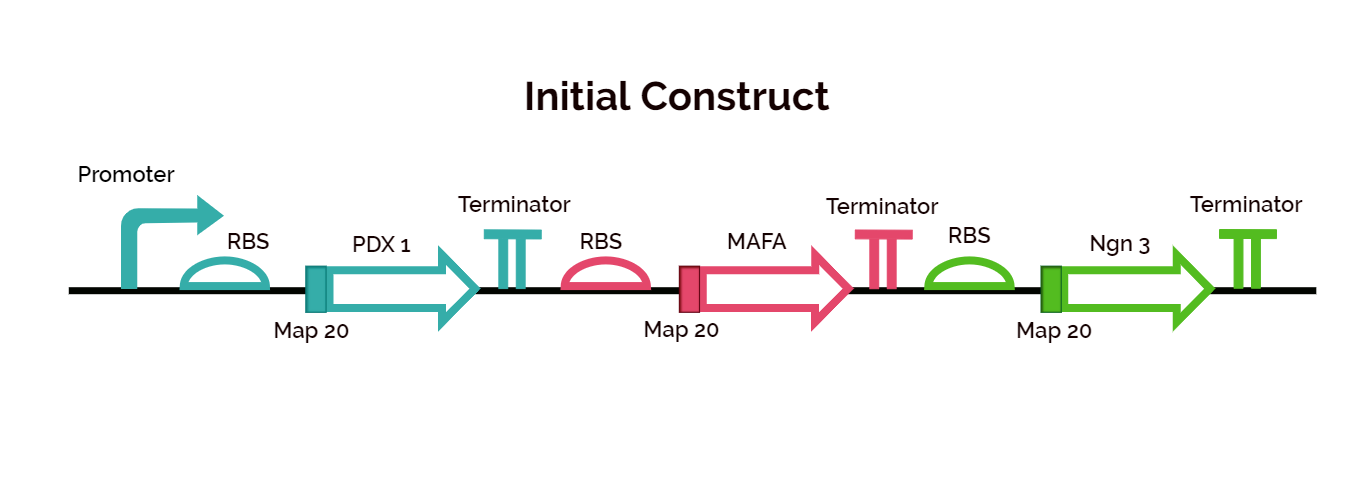 Initial Construct
Promoter
RBS
PDX 1
Terminator
RBS
MAFA
Terminator
RBS
Ngn 3
Terminator
Map 20
Map 20
Map 20